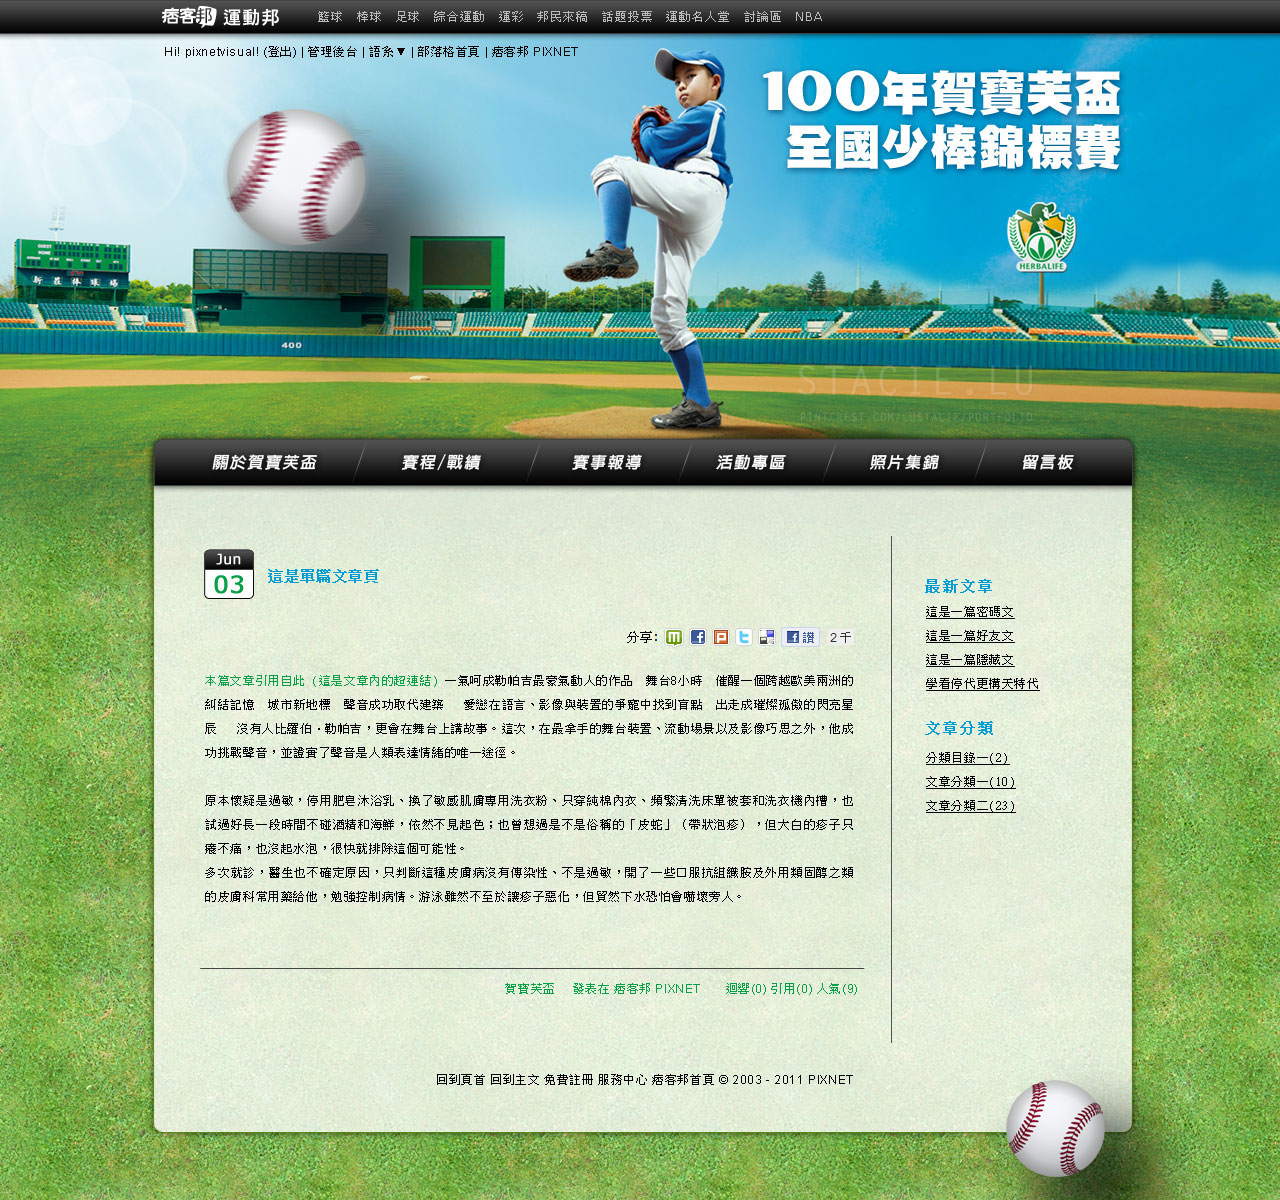 痞客邦 運動邦 籃球 棒球 足球 綜合運動 運彩 邦民來稿 話題投票 運動名人堂 討論區 NBA
Hi! pixnetvisual! (登出) | 管理後台 | 語系▼ | 部落格首頁 | 痞客邦 PIXNET
100年賀寶芙盃
全國少棒錦標賽
HERBALIFE
GUEST
HOME
新莊棒球場
400
STACIE.LU
PINTEREST.COM/LUSTACIE/PORTFOLIO
關於賀寶芙盃 賽程/戰績 賽事報導 活動專區 照片集錦 留言板
Jun
03
這是單篇文章頁
分享: 讚 2 千
本篇文章引用自此（這是文章內的超連結）一氣呵成勒帕吉最豪氣動人的作品　舞台8小時　催醒一個跨越歐美兩洲的
糾結記憶　城市新地標　聲音成功取代建築　愛戀在語言、影像與裝置的爭寵中找到盲點　出走成璀燦孤傲的閃亮星
辰　沒有人比羅伯‧勒帕吉，更會在舞台上講故事。這次，在最拿手的舞台裝置、流動場景以及影像巧思之外，他成
功挑戰聲音，並證實了聲音是人類表達情緒的唯一途徑。
原本懷疑是過敏，停用肥皂沐浴乳、換了敏感肌膚專用洗衣粉、只穿純棉內衣、頻繁清洗床單被套和洗衣機內槽，也
試過好長一段時間不碰酒精和海鮮，依然不見起色；也曾想過是不是俗稱的「皮蛇」（帶狀泡疹），但大白的疹子只
癢不痛，也沒起水泡，很快就排除這個可能性。
多次就診，醫生也不確定原因，只判斷這種皮膚病沒有傳染性、不是過敏，開了一些口服抗組織胺及外用類固醇之類
的皮膚科常用藥給他，勉強控制病情。游泳雖然不至於讓疹子惡化，但貿然下水恐怕會嚇壞旁人。
賀寶芙盃 發表在 痞客邦 PIXNET 迴響(0) 引用(0) 人氣(9)
最新文章
這是一篇密碼文
這是一篇好友文
這是一篇隱藏文
學看停代更構天特代
文章分類
分類目錄一(2)
文章分類一(10)
文章分類二(23)
回到頁首 回到主文 免費註冊 服務中心 痞客邦首頁 © 2003 - 2011 PIXNET